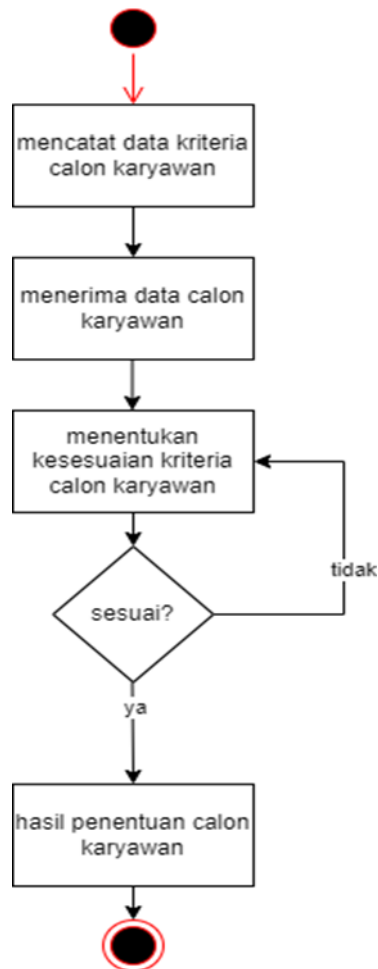 mencatat data kriteria
calon karyawan
menerima data calon
karyawan
menentukan
kesesuaian kriteria
calon karyawan
tidak
sesuai?
ya
hasil penentuan calon
karyawan